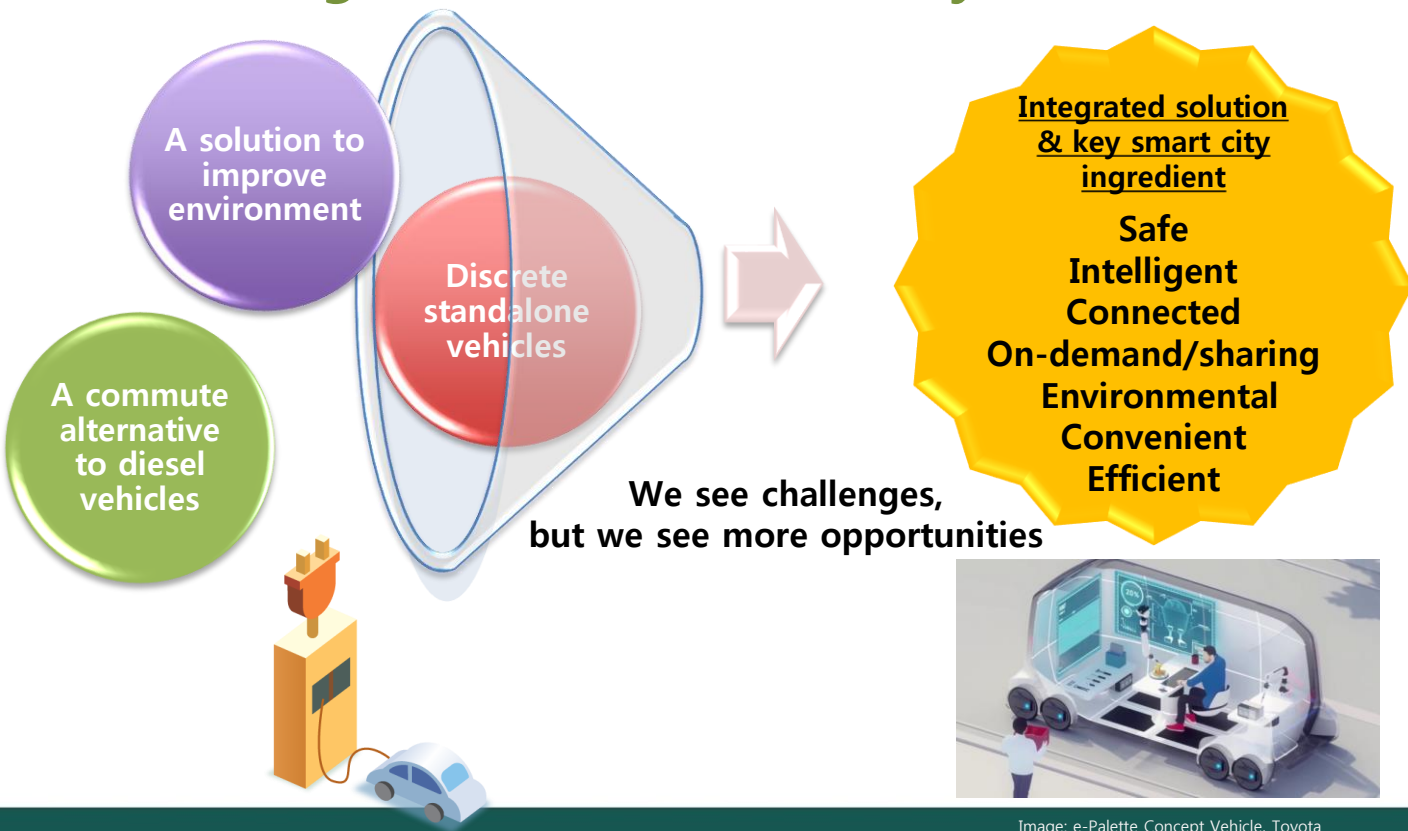 A solution to
improve
environment
A commute
alternative
to diesel
vehicles
Discrete
standalone
vehicles
Integrated solution
& key smart city
ingredient
Safe
Intelligent
Connected
On-demand/sharing
Environmental
Convenient
Efficient
We see challenges,
but we see more opportunities
20%
Image: e-Palette Concept Vehicle, Toyota